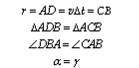 r = AD = vΔt = CB
ΔADB = ΔACB
∠DBA = ∠CAB
α = γ